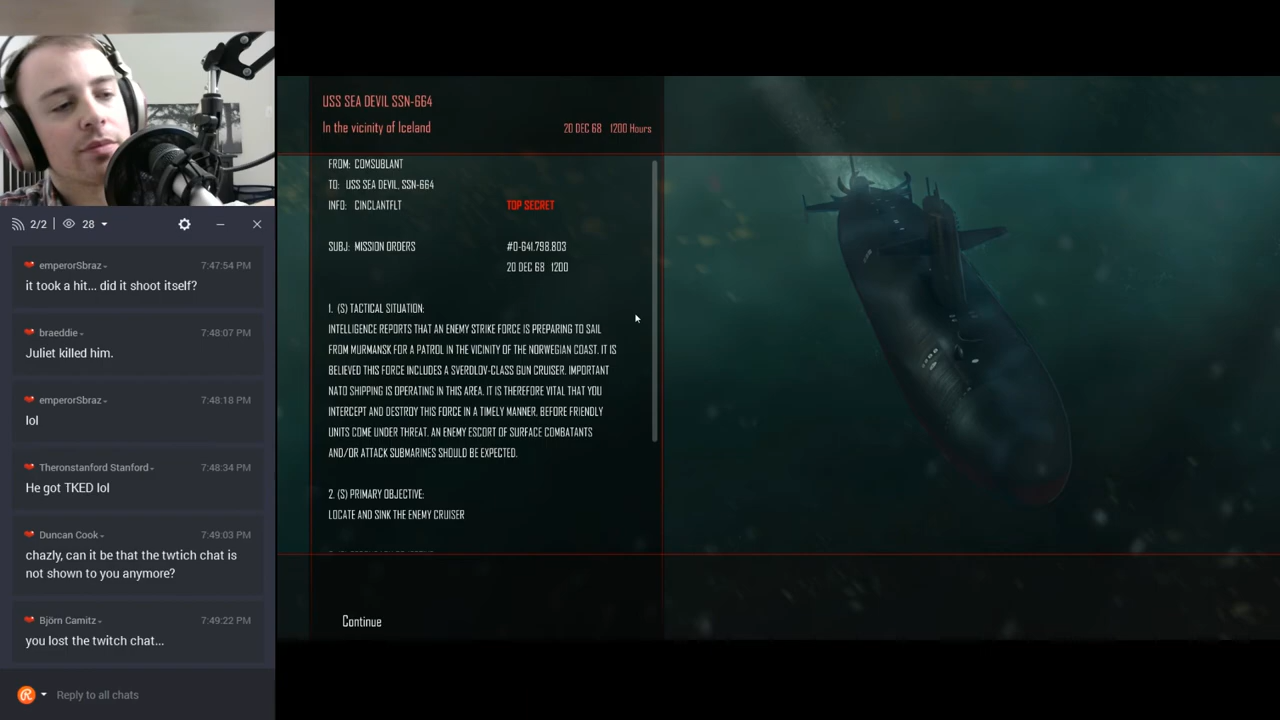 2/2 28
emperorSbraz 7:47:54 PM
it took a hit... did it shoot itself?
braeddie 7:48:07 PM
Juliet killed him.
emperorSbraz 7:48:18 PM
lol
Theronstanford Stanford 7:48:34 PM
He got TKED lol
Duncan Cook 7:49:03 PM
chazly, can it be that the twtich chat is
not shown to you anymore?
Björn Camitz 7:49:22 PM
you lost the twitch chat...
Reply to all chats
USS SEA DEVIL SSN-664
In the vicinity of Iceland 20 DEC 68 1200 Hours
FROM: COMSUBLANT
TO: USS SEA DEVIL, SSN-664
INFO: CINCLANTFLT TOP SECRET
SUBJ: MISSION ORDERS #0-641.798.803
20 DEC 68 1200
1. (S) TACTICAL SITUATION:
INTELLIGENCE REPORTS THAT AN ENEMY STRIKE FORCE IS PREPARING TO SAIL
FROM MURMANSK FOR A PATROL IN THE VICINITY OF THE NORWEGIAN COAST. IT IS
BELIEVED THIS FORCE INCLUDES A SVERDLOV-CLASS GUN CRUISER. IMPORTANT
NATO SHIPPING IS OPERATING IN THIS AREA. IT IS THEREFORE VITAL THAT YOU
INTERCEPT AND DESTROY THIS FORCE IN A TIMELY MANNER, BEFORE FRIENDLY
UNITS COME UNDER THREAT. AN ENEMY ESCORT OF SURFACE COMBATANTS
AND/OR ATTACK SUBMARINES SHOULD BE EXPECTED.
2. (S) PRIMARY OBJECTIVE:
LOCATE AND SINK THE ENEMY CRUISER
Continue